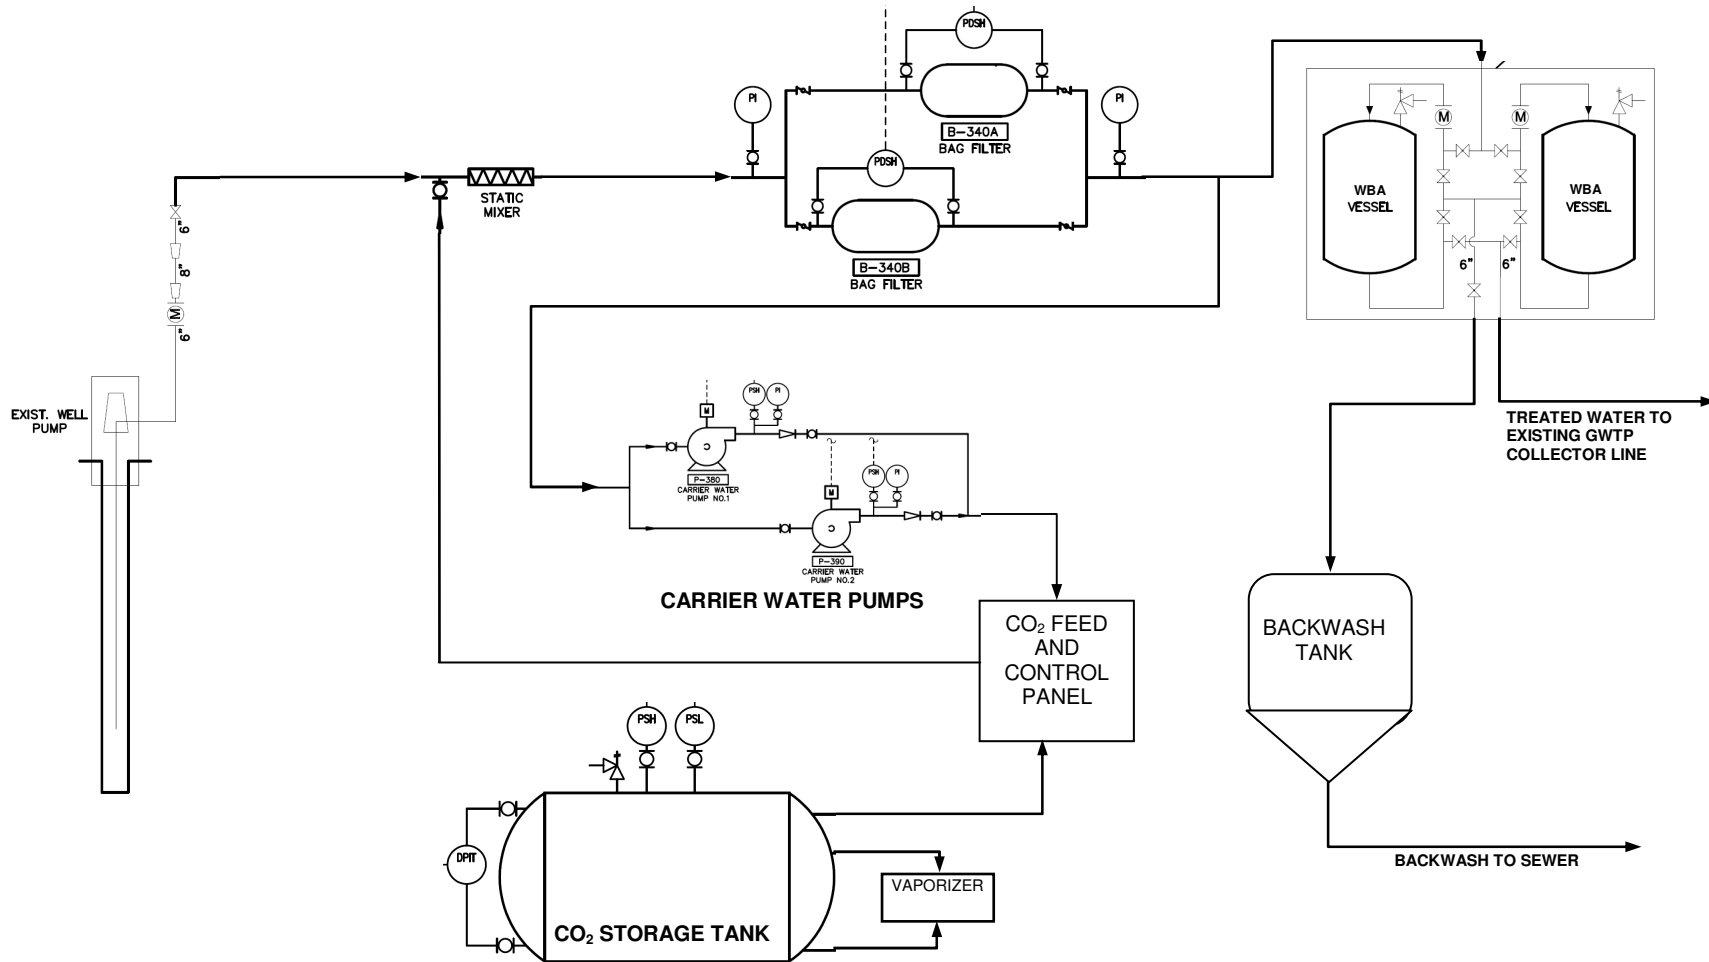 PDSH
PI
B-340A
BAG FILTER
PI
M
M
PDSH
STATIC
MIXER
WBA
VESSEL
WBA
VESSEL
6"
8"
M
6"
B-340B
BAG FILTER
6"
6"
EXIST. WELL
PUMP
PSH
PI
M
C
P-380
CARRIER WATER
PUMP NO.1
PSH
PI
M
C
P-390
CARRIER WATER
PUMP NO.2
CARRIER WATER PUMPS
TREATED WATER TO
EXISTING GWTP
COLLECTOR LINE
CO₂ FEED
AND
CONTROL
PANEL
BACKWASH
TANK
PSH
PSL
DPIT
VAPORIZER
CO₂ STORAGE TANK
BACKWASH TO SEWER